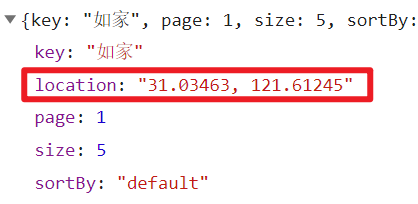 ▼{key: "如家", page: 1, size: 5, sortBy:
key: "如家"
location: "31.03463, 121.61245"
page: 1
size: 5
sortBy: "default"